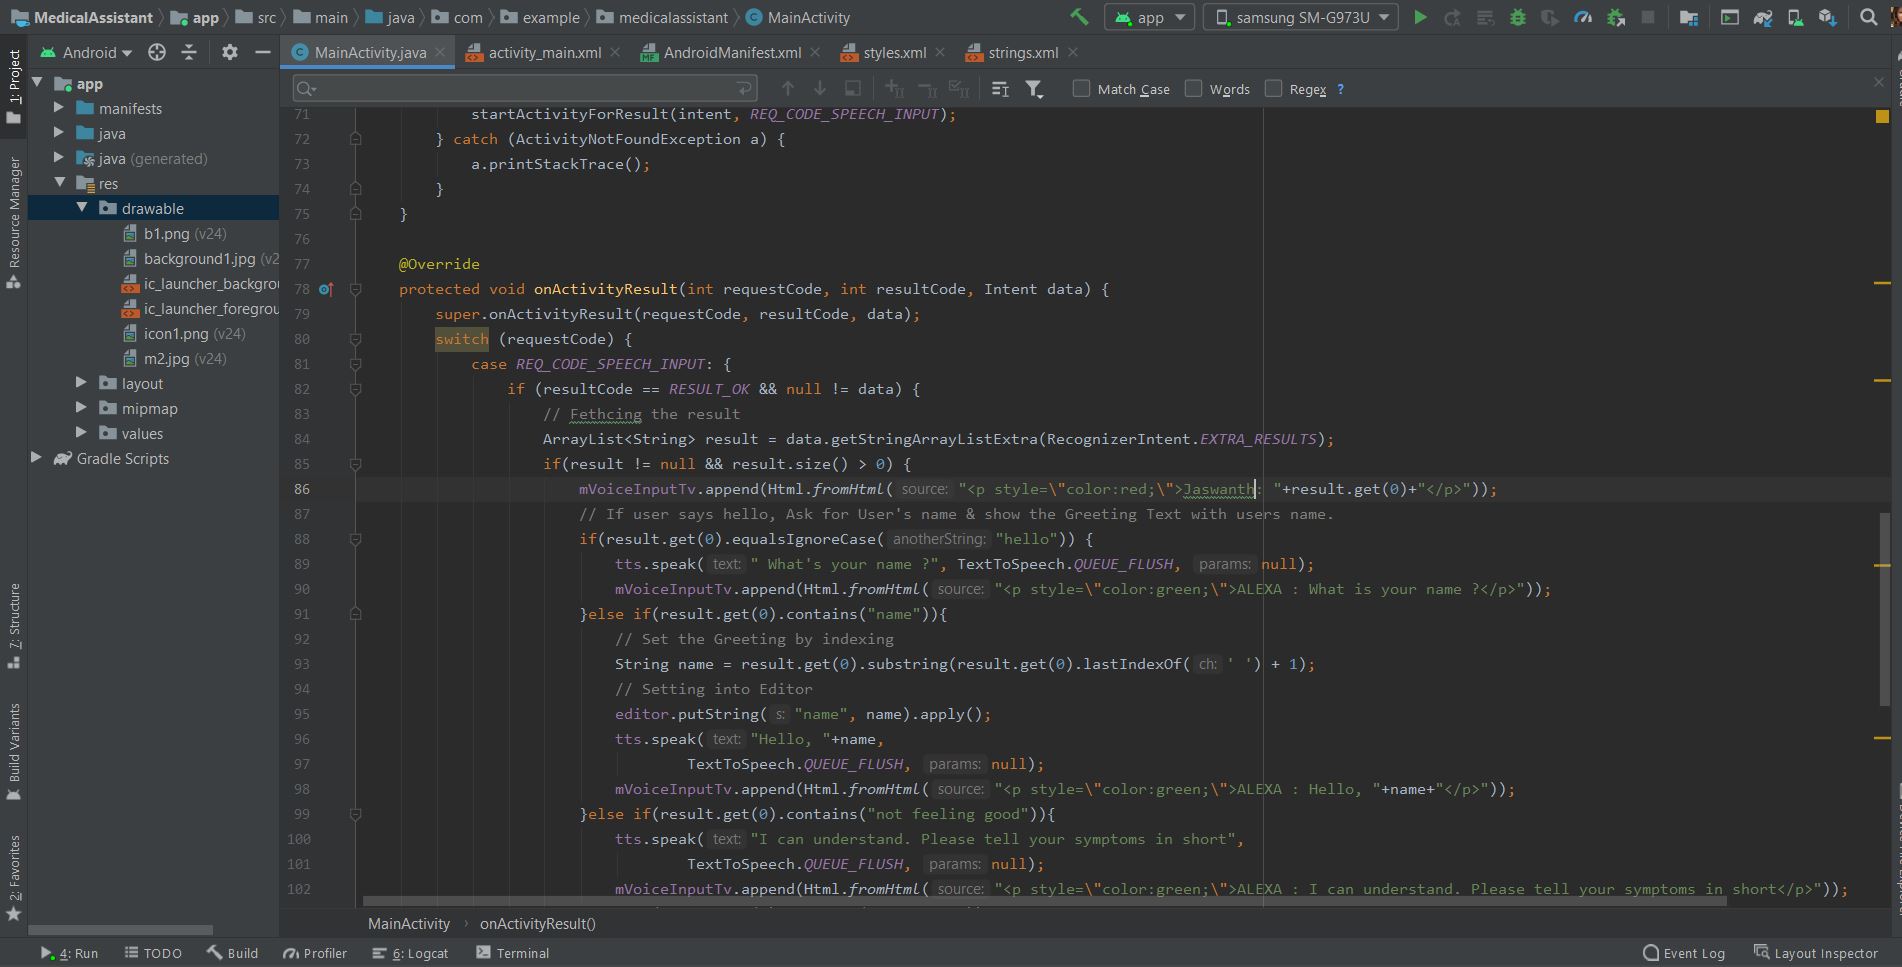 MedicalAssistant app src main java com example medicalassistant MainActivity app samsung SM-G973U
Android MainActivity.java activity_main.xml AndroidManifest.xml styles.xml strings.xml
Match Case Words Regex ?
1: Project
Resource Manager
7: Structure
Build Variants
2: Favorites
app
manifests
java
java (generated)
res
drawable
b1.png (v24)
background1.jpg (v2
ic_launcher_backgrou
ic_launcher_foregrou
icon1.png (v24)
m2.jpg (v24)
layout
mipmap
values
Gradle Scripts
71 startActivityForResult(intent, REQ_CODE_SPEECH_INPUT);
72 } catch (ActivityNotFoundException a) {
73 a.printStackTrace();
74 }
75 }
76
77 @Override
78 protected void onActivityResult(int requestCode, int resultCode, Intent data) {
79 super.onActivityResult(requestCode, resultCode, data);
80 switch (requestCode) {
81 case REQ_CODE_SPEECH_INPUT: {
82 if (resultCode == RESULT_OK && null != data) {
83 // Fethcing the result
84 ArrayList<String> result = data.getStringArrayListExtra(RecognizerIntent.EXTRA_RESULTS);
85 if(result != null && result.size() > 0) {
86 mVoiceInputTv.append(Html.fromHtml( source: "<p style=\"color:red;\">Jaswanth: "+result.get(0)+"</p>"));
87 // If user says hello, Ask for User's name & show the Greeting Text with users name.
88 if(result.get(0).equalsIgnoreCase( anotherString: "hello")) {
89 tts.speak( text: " What's your name ?", TextToSpeech.QUEUE_FLUSH, params: null);
90 mVoiceInputTv.append(Html.fromHtml( source: "<p style=\"color:green;\">ALEXA : What is your name ?</p>"));
91 }else if(result.get(0).contains("name")){
92 // Set the Greeting by indexing
93 String name = result.get(0).substring(result.get(0).lastIndexOf( ch: ' ') + 1);
94 // Setting into Editor
95 editor.putString( s: "name", name).apply();
96 tts.speak( text: "Hello, "+name,
97 TextToSpeech.QUEUE_FLUSH, params: null);
98 mVoiceInputTv.append(Html.fromHtml( source: "<p style=\"color:green;\">ALEXA : Hello, "+name+"</p>"));
99 }else if(result.get(0).contains("not feeling good")){
100 tts.speak( text: "I can understand. Please tell your symptoms in short",
101 TextToSpeech.QUEUE_FLUSH, params: null);
102 mVoiceInputTv.append(Html.fromHtml( source: "<p style=\"color:green;\">ALEXA : I can understand. Please tell your symptoms in short</p>"));
MainActivity › onActivityResult()
4: Run TODO Build Profiler 6: Logcat Terminal Event Log Layout Inspector